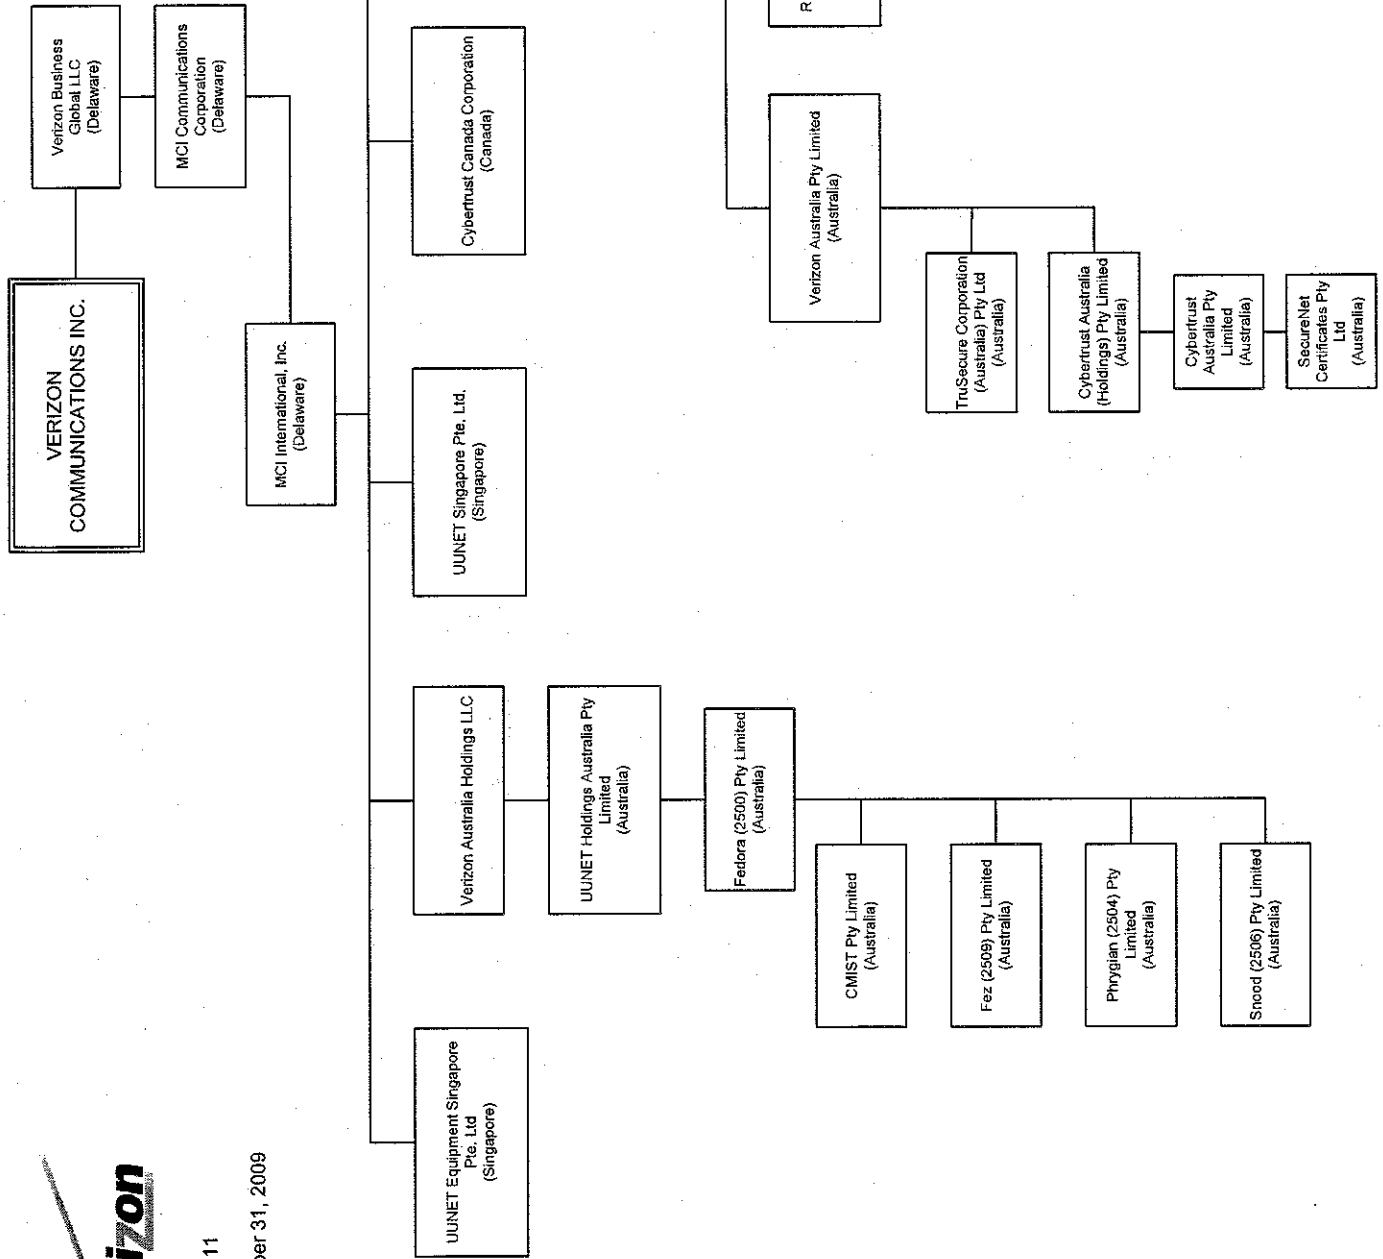 izon
11
ber 31, 2009
VERIZON
COMMUNICATIONS INC.
Verizon Business
Global LLC
(Delaware)
MCI Communications
Corporation
(Delaware)
MCI International, Inc.
(Delaware)
UUNET Equipment Singapore
Pte. Ltd
(Singapore)
Verizon Australia Holdings LLC
UUNET Singapore Pte. Ltd.
(Singapore)
Cybertrust Canada Corporation
(Canada)
UUNET Holdings Australia Pty
Limited
(Australia)
Fedora (2500) Pty Limited
(Australia)
CMIST Pty Limited
(Australia)
Fez (2509) Pty Limited
(Australia)
Phrygian (2504) Pty
Limited
(Australia)
Snood (2506) Pty Limited
(Australia)
Verizon Australia Pty Limited
(Australia)
TruSecure Corporation
(Australia) Pty Ltd
(Australia)
Cybertrust Australia
(Holdings) Pty Limited
(Australia)
Cybertrust
Australia Pty
Limited
(Australia)
SecureNet
Certificates Pty
Ltd
(Australia)
R